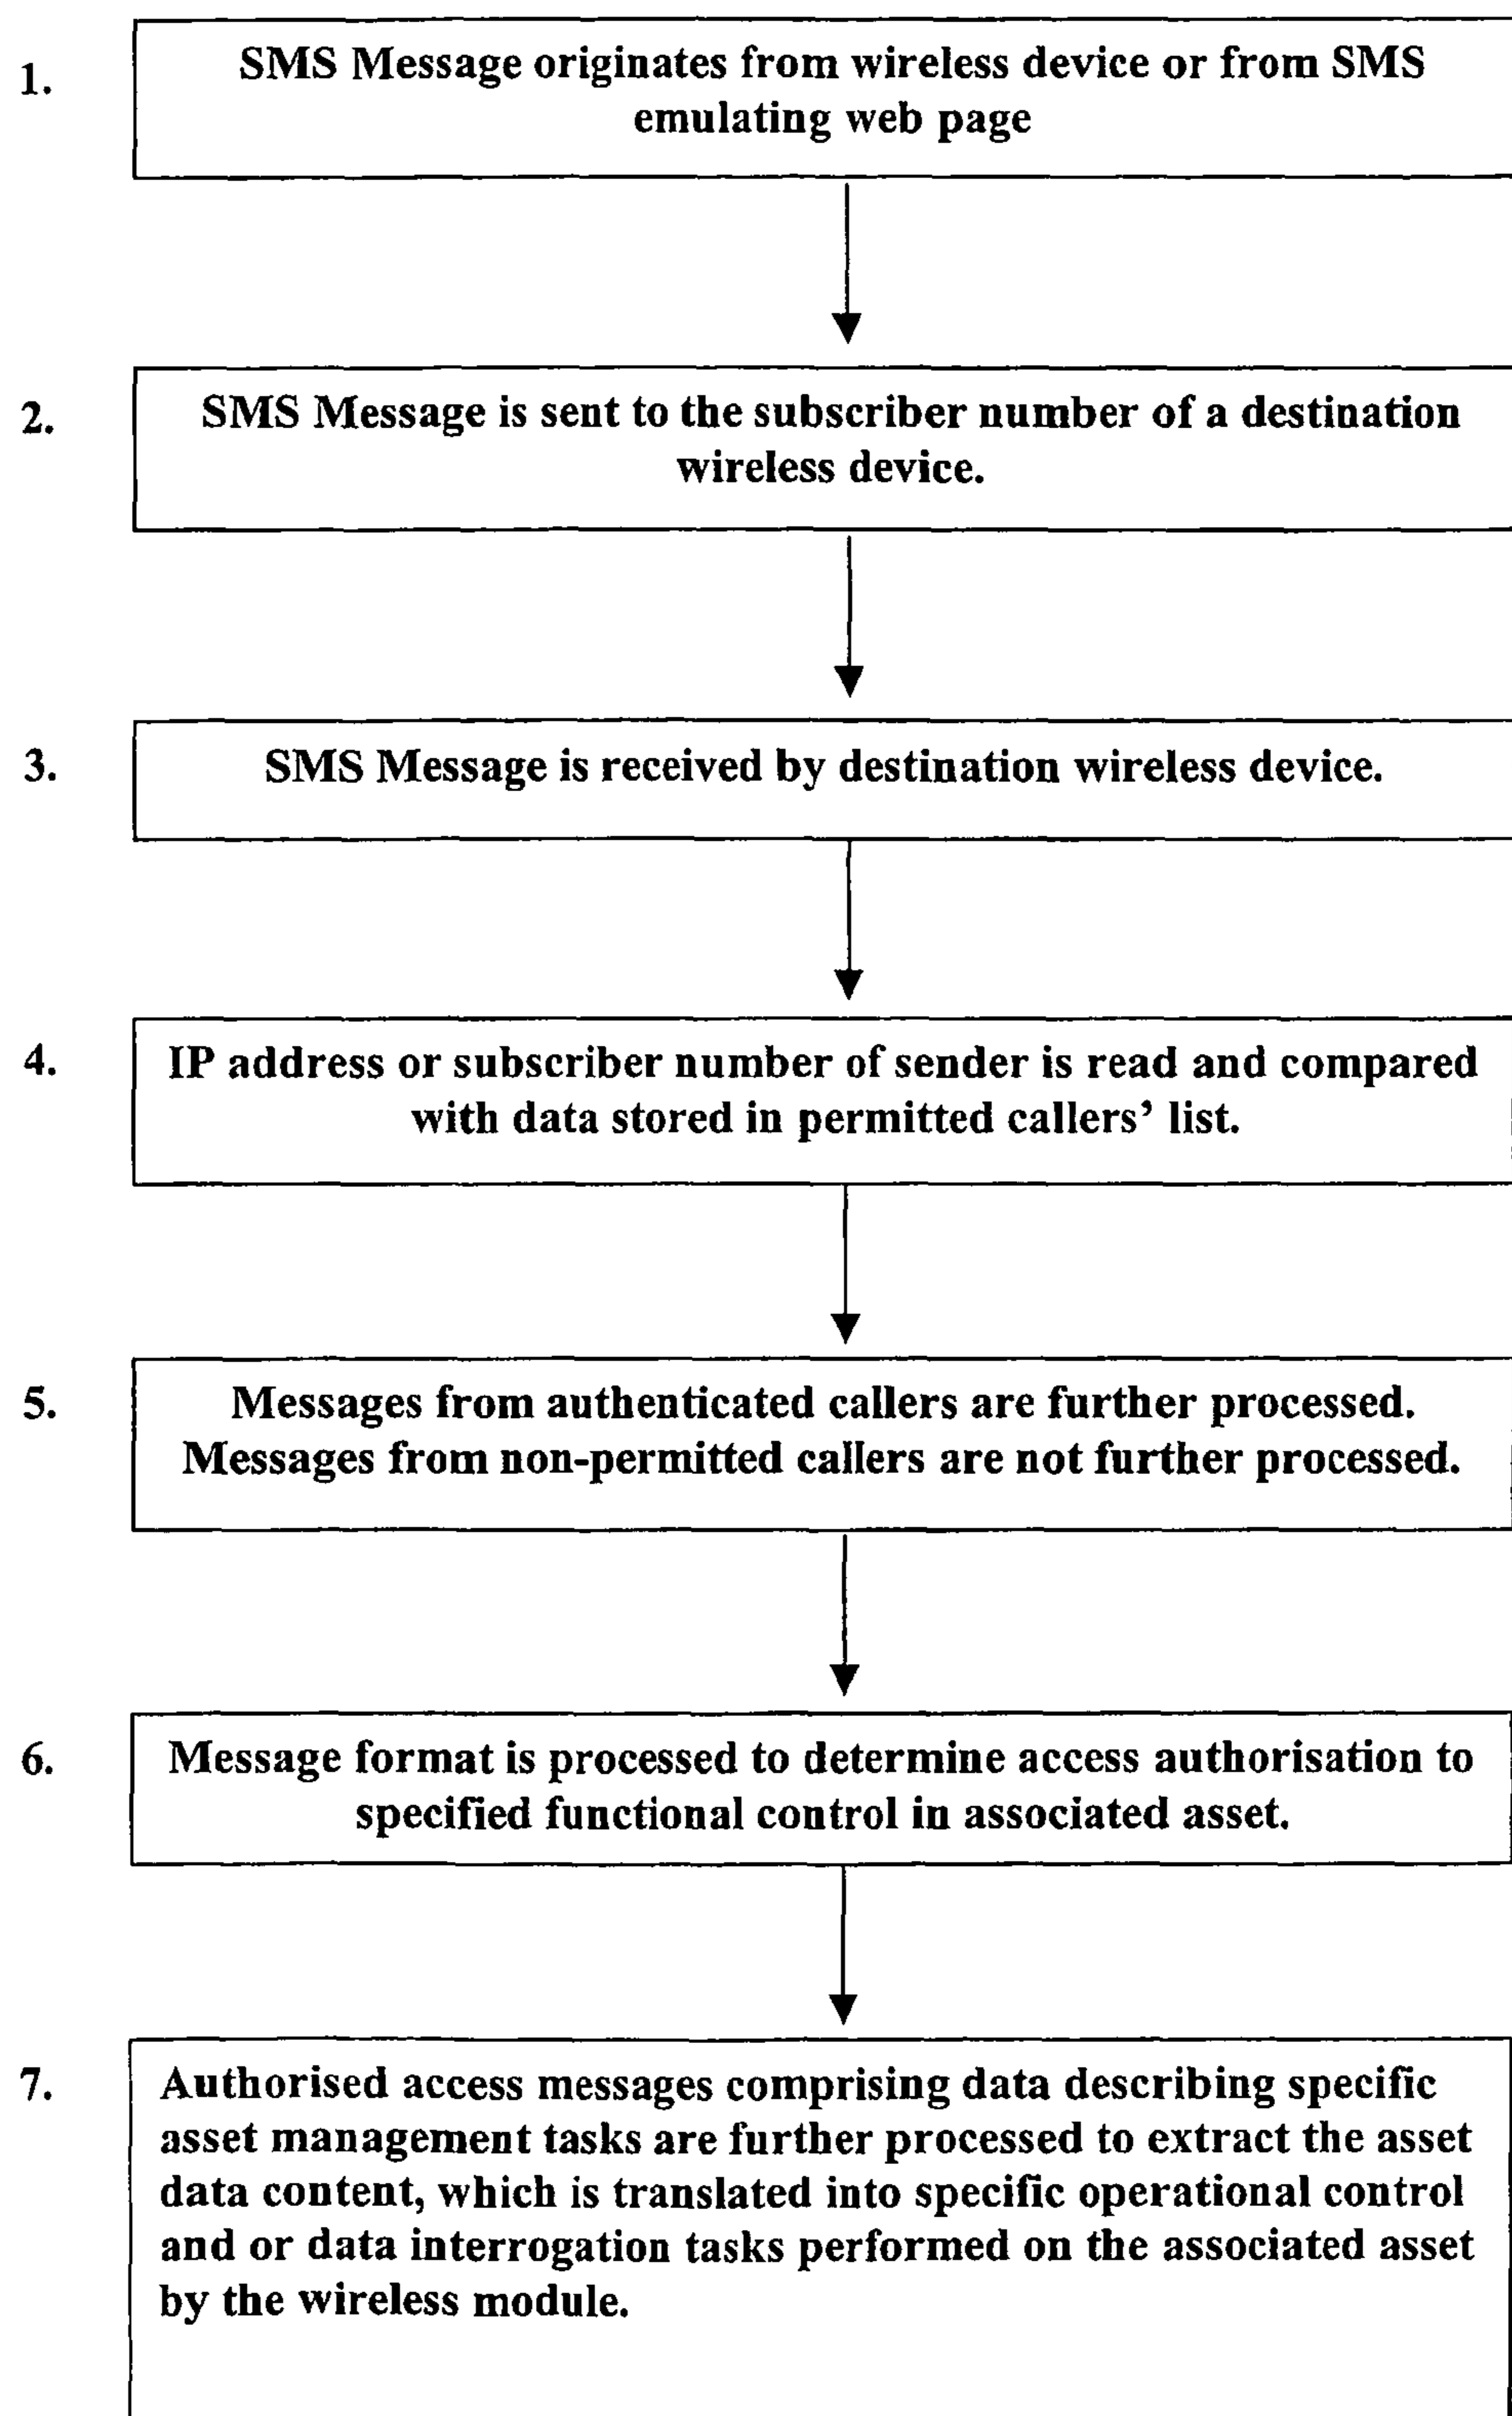 1.
SMS Message originates from wireless device or from SMS
emulating web page
2.
SMS Message is sent to the subscriber number of a destination
wireless device.
3.
SMS Message is received by destination wireless device.
4.
IP address or subscriber number of sender is read and compared
with data stored in permitted callers’ list.
5.
Messages from authenticated callers are further processed.
Messages from non-permitted callers are not further processed.
6.
Message format is processed to determine access authorisation to
specified functional control in associated asset.
7.
Authorised access messages comprising data describing specific
asset management tasks are further processed to extract the asset
data content, which is translated into specific operational control
and or data interrogation tasks performed on the associated asset
by the wireless module.